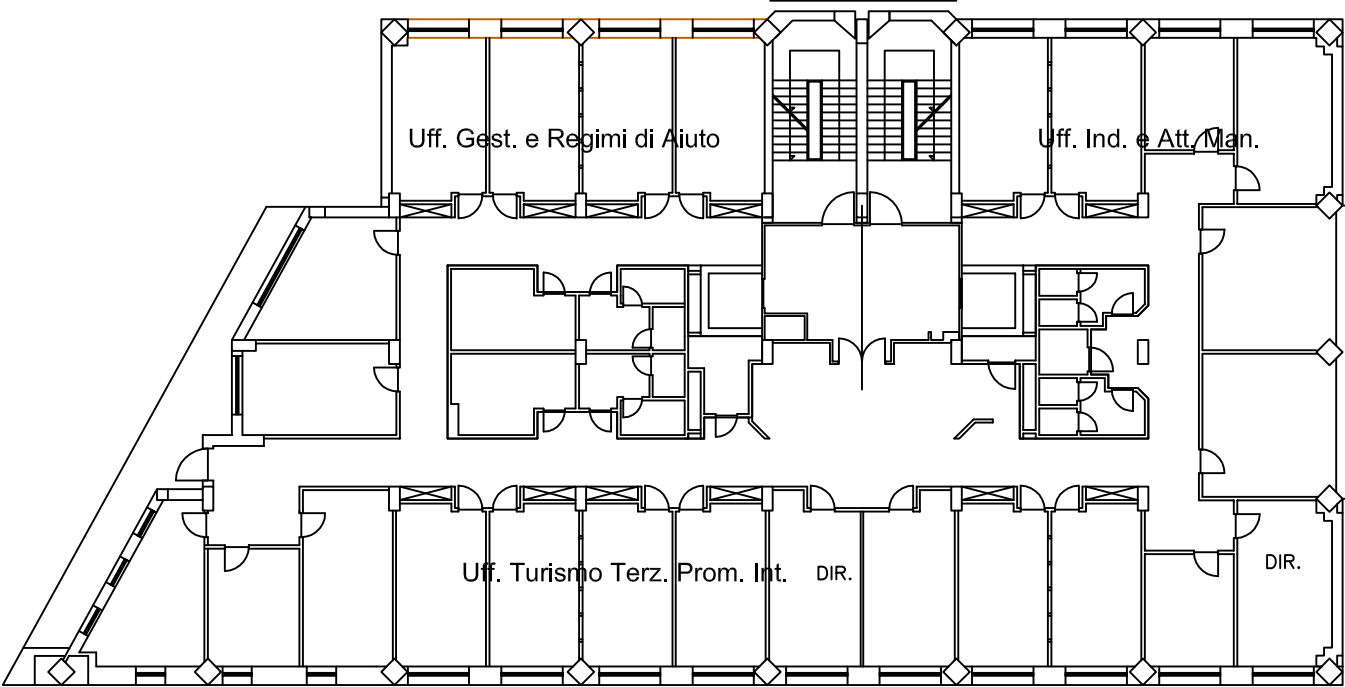 Uff. Gest. e Regimi di Aiuto
Uff. Ind. e Att. Man.
Uff. Turismo Terz. Prom. Int.
DIR.
DIR.